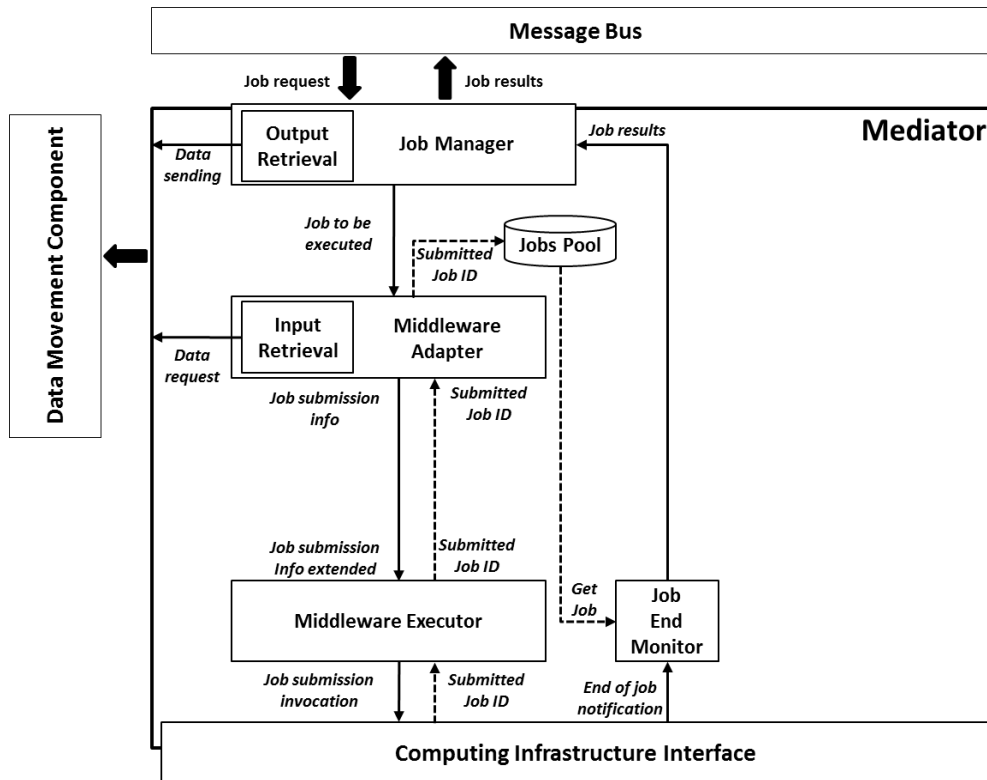 Message Bus
Job request
Job results
Mediator
Output
Retrieval
Job Manager
Job results
Data
sending
Data Movement Component
Job to be
executed
Submitted
Job ID
Jobs Pool
Input
Retrieval
Middleware
Adapter
Data
request
Job submission
info
Submitted
Job ID
Job submission
Info extended
Submitted
Job ID
Get
Job
Job
End
Monitor
Middleware Executor
Job submission
invocation
Submitted
Job ID
End of job
notification
Computing Infrastructure Interface